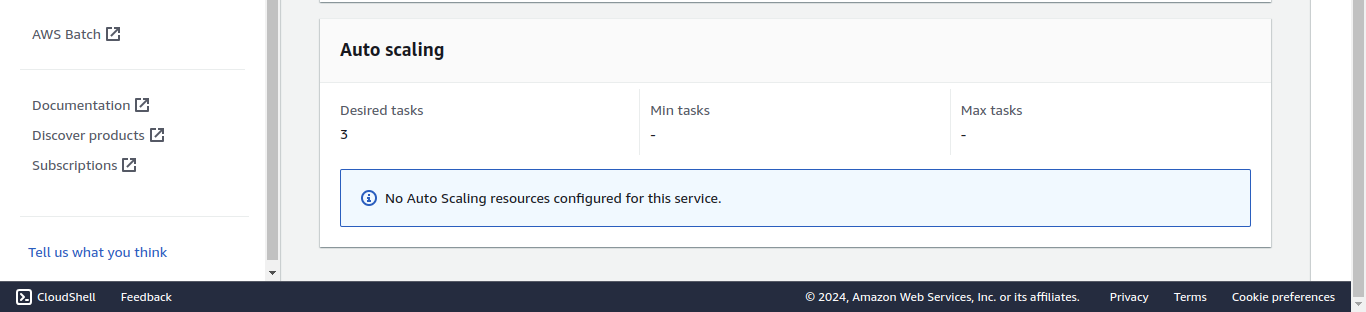 AWS Batch
Documentation
Discover products
Subscriptions
Tell us what you think
Auto scaling
Desired tasks
3
Min tasks
-
Max tasks
-
No Auto Scaling resources configured for this service.
CloudShell Feedback © 2024, Amazon Web Services, Inc. or its affiliates. Privacy Terms Cookie preferences